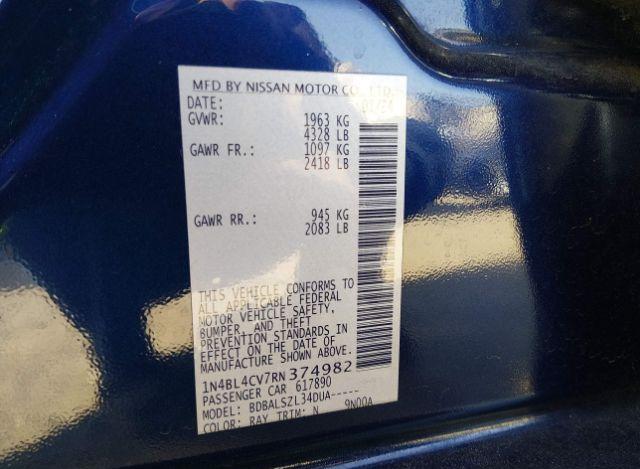 MFD BY NISSAN MOTOR CO., LTD.
DATE: 01/24
GVWR: 1963 KG
4328 LB
GAWR FR.: 1097 KG
2418 LB
GAWR RR.: 945 KG
2083 LB
THIS VEHICLE CONFORMS TO
ALL APPLICABLE FEDERAL
MOTOR VEHICLE SAFETY,
BUMPER, AND THEFT
PREVENTION STANDARDS IN
EFFECT ON THE DATE OF
MANUFACTURE SHOWN ABOVE.
1N4BL4CV7RN374982
PASSENGER CAR 617890
MODEL: BDBALSZL34DUA-----
COLOR: RAY TRIM: N 9N00A